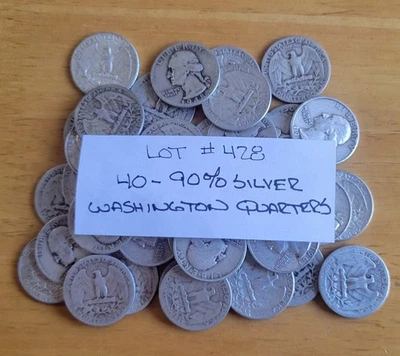 LOT #428
40-90% SILVER
WASHINGTON QUARTERS